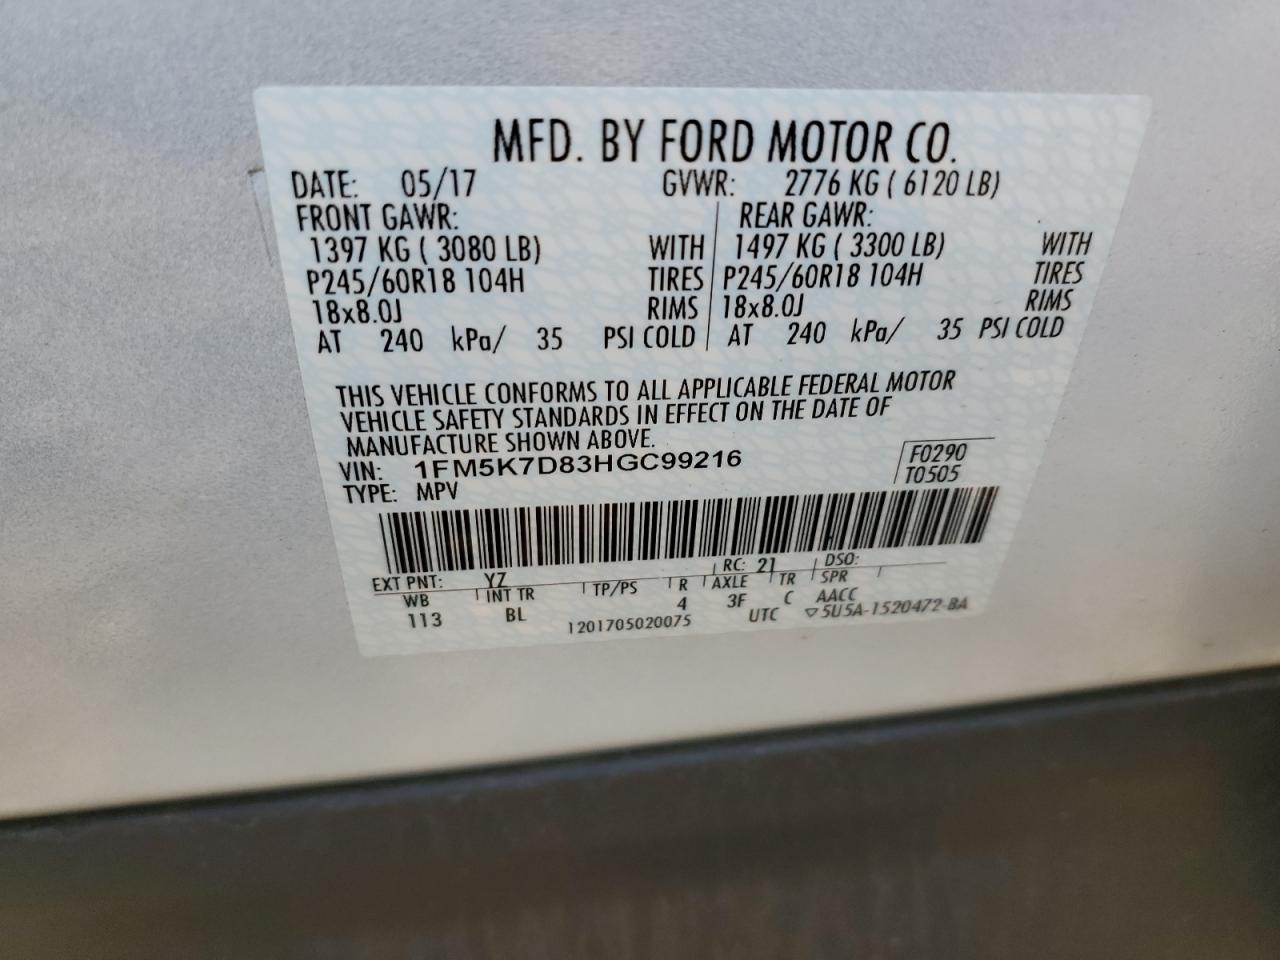 MFD. BY FORD MOTOR CO.
DATE: 05/17 GVWR: 2776 KG ( 6120 LB)
FRONT GAWR: REAR GAWR:
1397 KG ( 3080 LB) WITH 1497 KG ( 3300 LB) WITH
P245/60R18 104H TIRES P245/60R18 104H TIRES
18x8.0J RIMS 18x8.0J RIMS
AT 240 kPa/ 35 PSI COLD AT 240 kPa/ 35 PSI COLD
THIS VEHICLE CONFORMS TO ALL APPLICABLE FEDERAL MOTOR
VEHICLE SAFETY STANDARDS IN EFFECT ON THE DATE OF
MANUFACTURE SHOWN ABOVE.
VIN: 1FM5K7D83HGC99216 F0290
TYPE: MPV T0505
EXT PNT: YZ RC: 21 DSO:
WB INT TR TP/PS R AXLE TR SPR
113 BL 4 3F C AACC
1201705020075 UTC ▽5U5A-1520472-BA